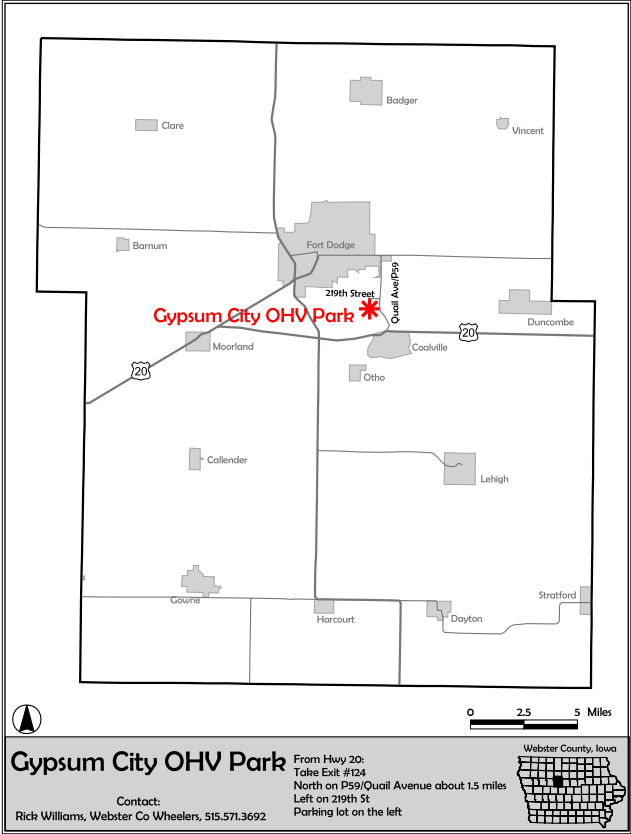 Badger
Clare
Vincent
Fort Dodge
Barnum
Quail Ave/P59
219th Street
Gypsum City OHV Park
Duncombe
20
Moorland
Coalville
20
Otho
Callender
Lehigh
Gowrie
Stratford
Harcourt
Dayton
0 2.5 5 Miles
Gypsum City OHV Park
Contact:
Rick Williams, Webster Co Wheelers, 515.571.3692
From Hwy 20:
Take Exit #124
North on P59/Quail Avenue about 1.5 miles
Left on 219th St
Parking lot on the left
Webster County, Iowa